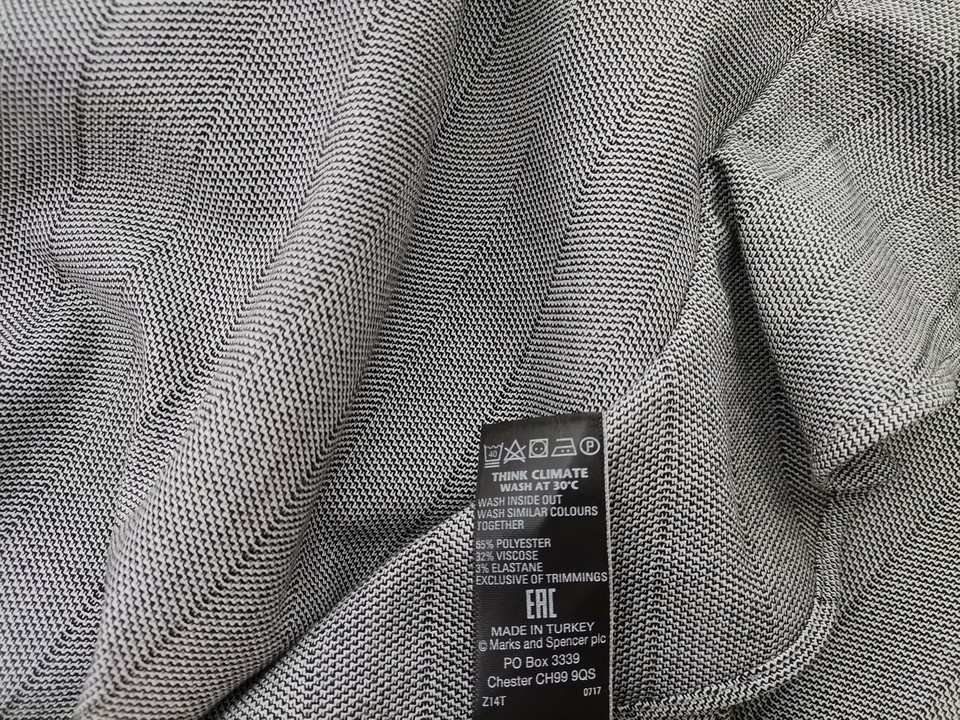 40 P
THINK CLIMATE
WASH AT 30°C
WASH INSIDE OUT
WASH SIMILAR COLOURS
TOGETHER
65% POLYESTER
32% VISCOSE
3% ELASTANE
EXCLUSIVE OF TRIMMINGS
EAC
MADE IN TURKEY
© Marks and Spencer plc
PO Box 3339
Chester CH99 9QS
Z14T 0717